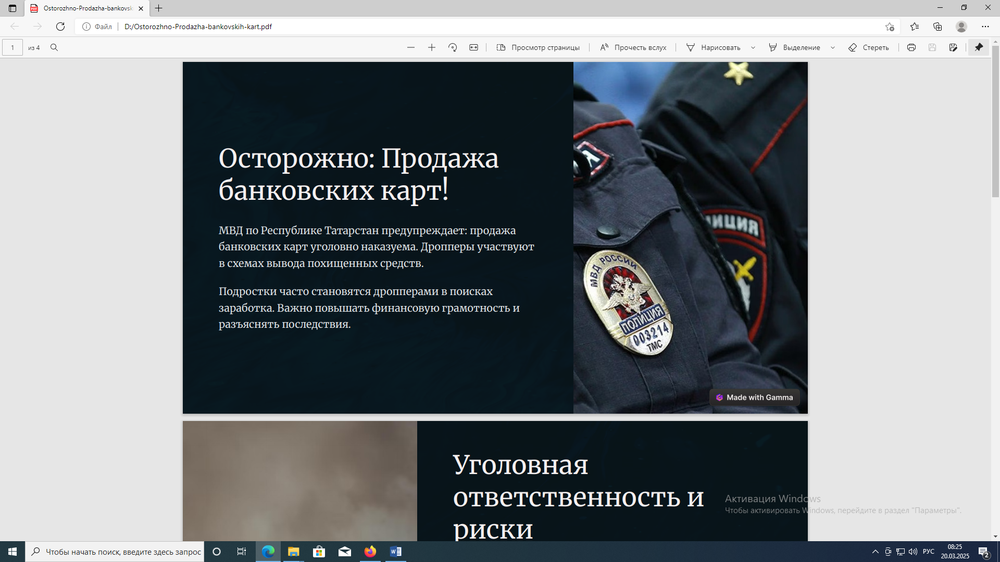 Ostorozhno-Prodazha-bankovsk
Файл
D:/Ostorozhno-Prodazha-bankovskih-kart.pdf
1
из 4
Просмотр страницы
Прочесть вслух
Нарисовать
Выделение
Стереть
Осторожно: Продажа
банковских карт!
МВД по Республике Татарстан предупреждает: продажа
банковских карт уголовно наказуема. Дропперы участвуют
в схемах вывода похищенных средств.
Подростки часто становятся дропперами в поисках
заработка. Важно повышать финансовую грамотность и
разъяснять последствия.
МВД РОССИИ
ПОЛИЦИЯ
003214
ТМС
Made with Gamma
Уголовная
ответственность и
риски
Активация Windows
Чтобы активировать Windows, перейдите в раздел "Параметры".
Чтобы начать поиск, введите здесь запрос
РУС
08:25
20.03.2025
2